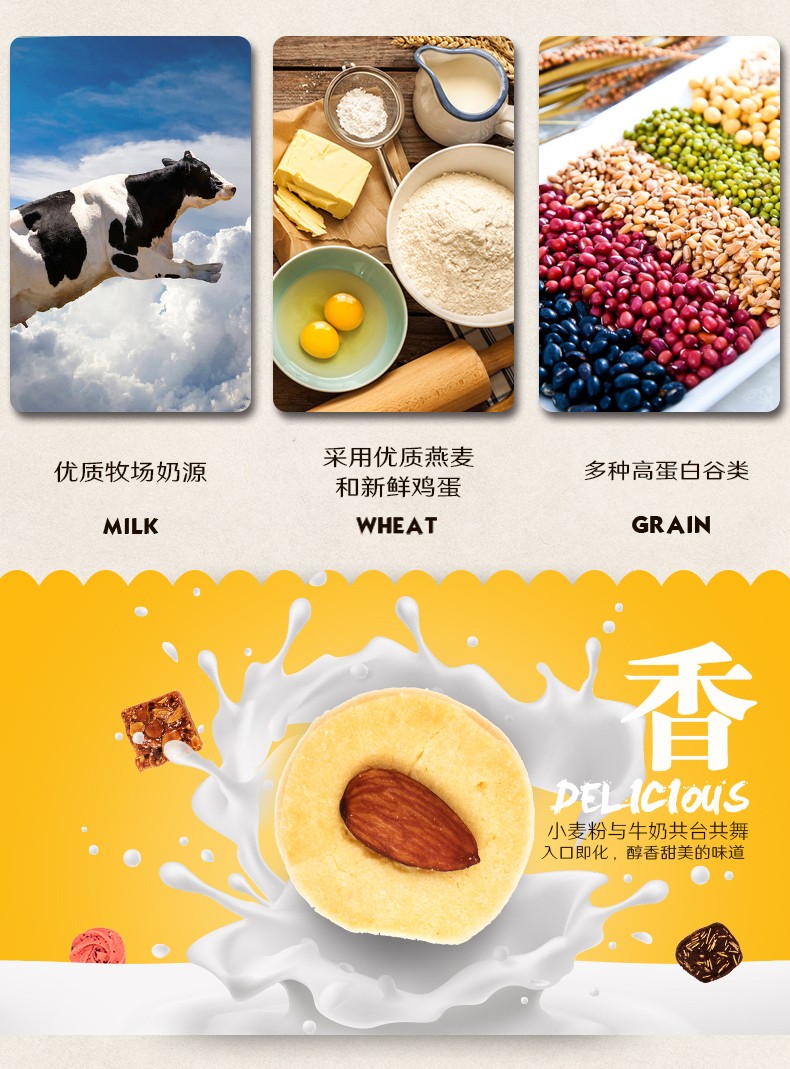 优质牧场奶源
MILK
采用优质燕麦
和新鲜鸡蛋
WHEAT
多种高蛋白谷类
GRAIN
香
DELICIOUS
小麦粉与牛奶共台共舞
入口即化，醇香甜美的味道